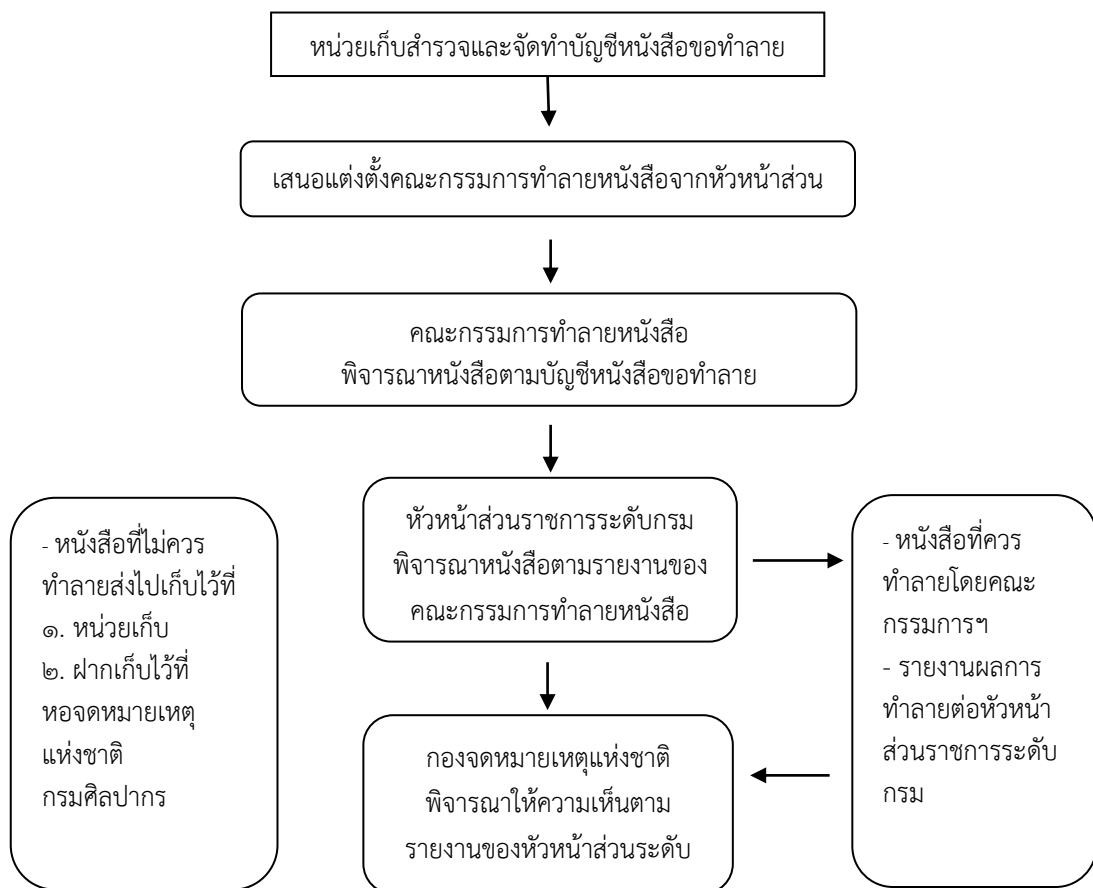 หน่วยเก็บสำรวจและจัดทำบัญชีหนังสือขอทำลาย
เสนอแต่งตั้งคณะกรรมการทำลายหนังสือจากหัวหน้าส่วน
คณะกรรมการทำลายหนังสือ
พิจารณาหนังสือตามบัญชีหนังสือขอทำลาย
- หนังสือที่ไม่ควร
ทำลายส่งไปเก็บไว้ที่
๑. หน่วยเก็บ
๒. ฝากเก็บไว้ที่
หอจดหมายเหตุ
แห่งชาติ
กรมศิลปากร
หัวหน้าส่วนราชการระดับกรม
พิจารณาหนังสือตามรายงานของ
คณะกรรมการทำลายหนังสือ
- หนังสือที่ควร
ทำลายโดยคณะ
กรรมการฯ
- รายงานผลการ
ทำลายต่อหัวหน้า
ส่วนราชการระดับ
กรม
กองจดหมายเหตุแห่งชาติ
พิจารณาให้ความเห็นตาม
รายงานของหัวหน้าส่วนระดับ